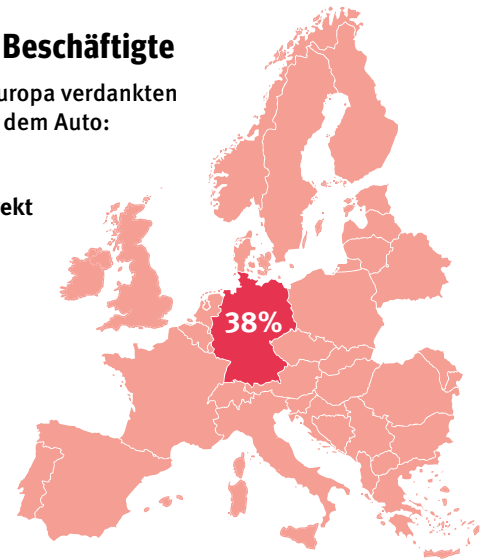 Beschäftigte
uropa verdankten
dem Auto:
ekt
38%